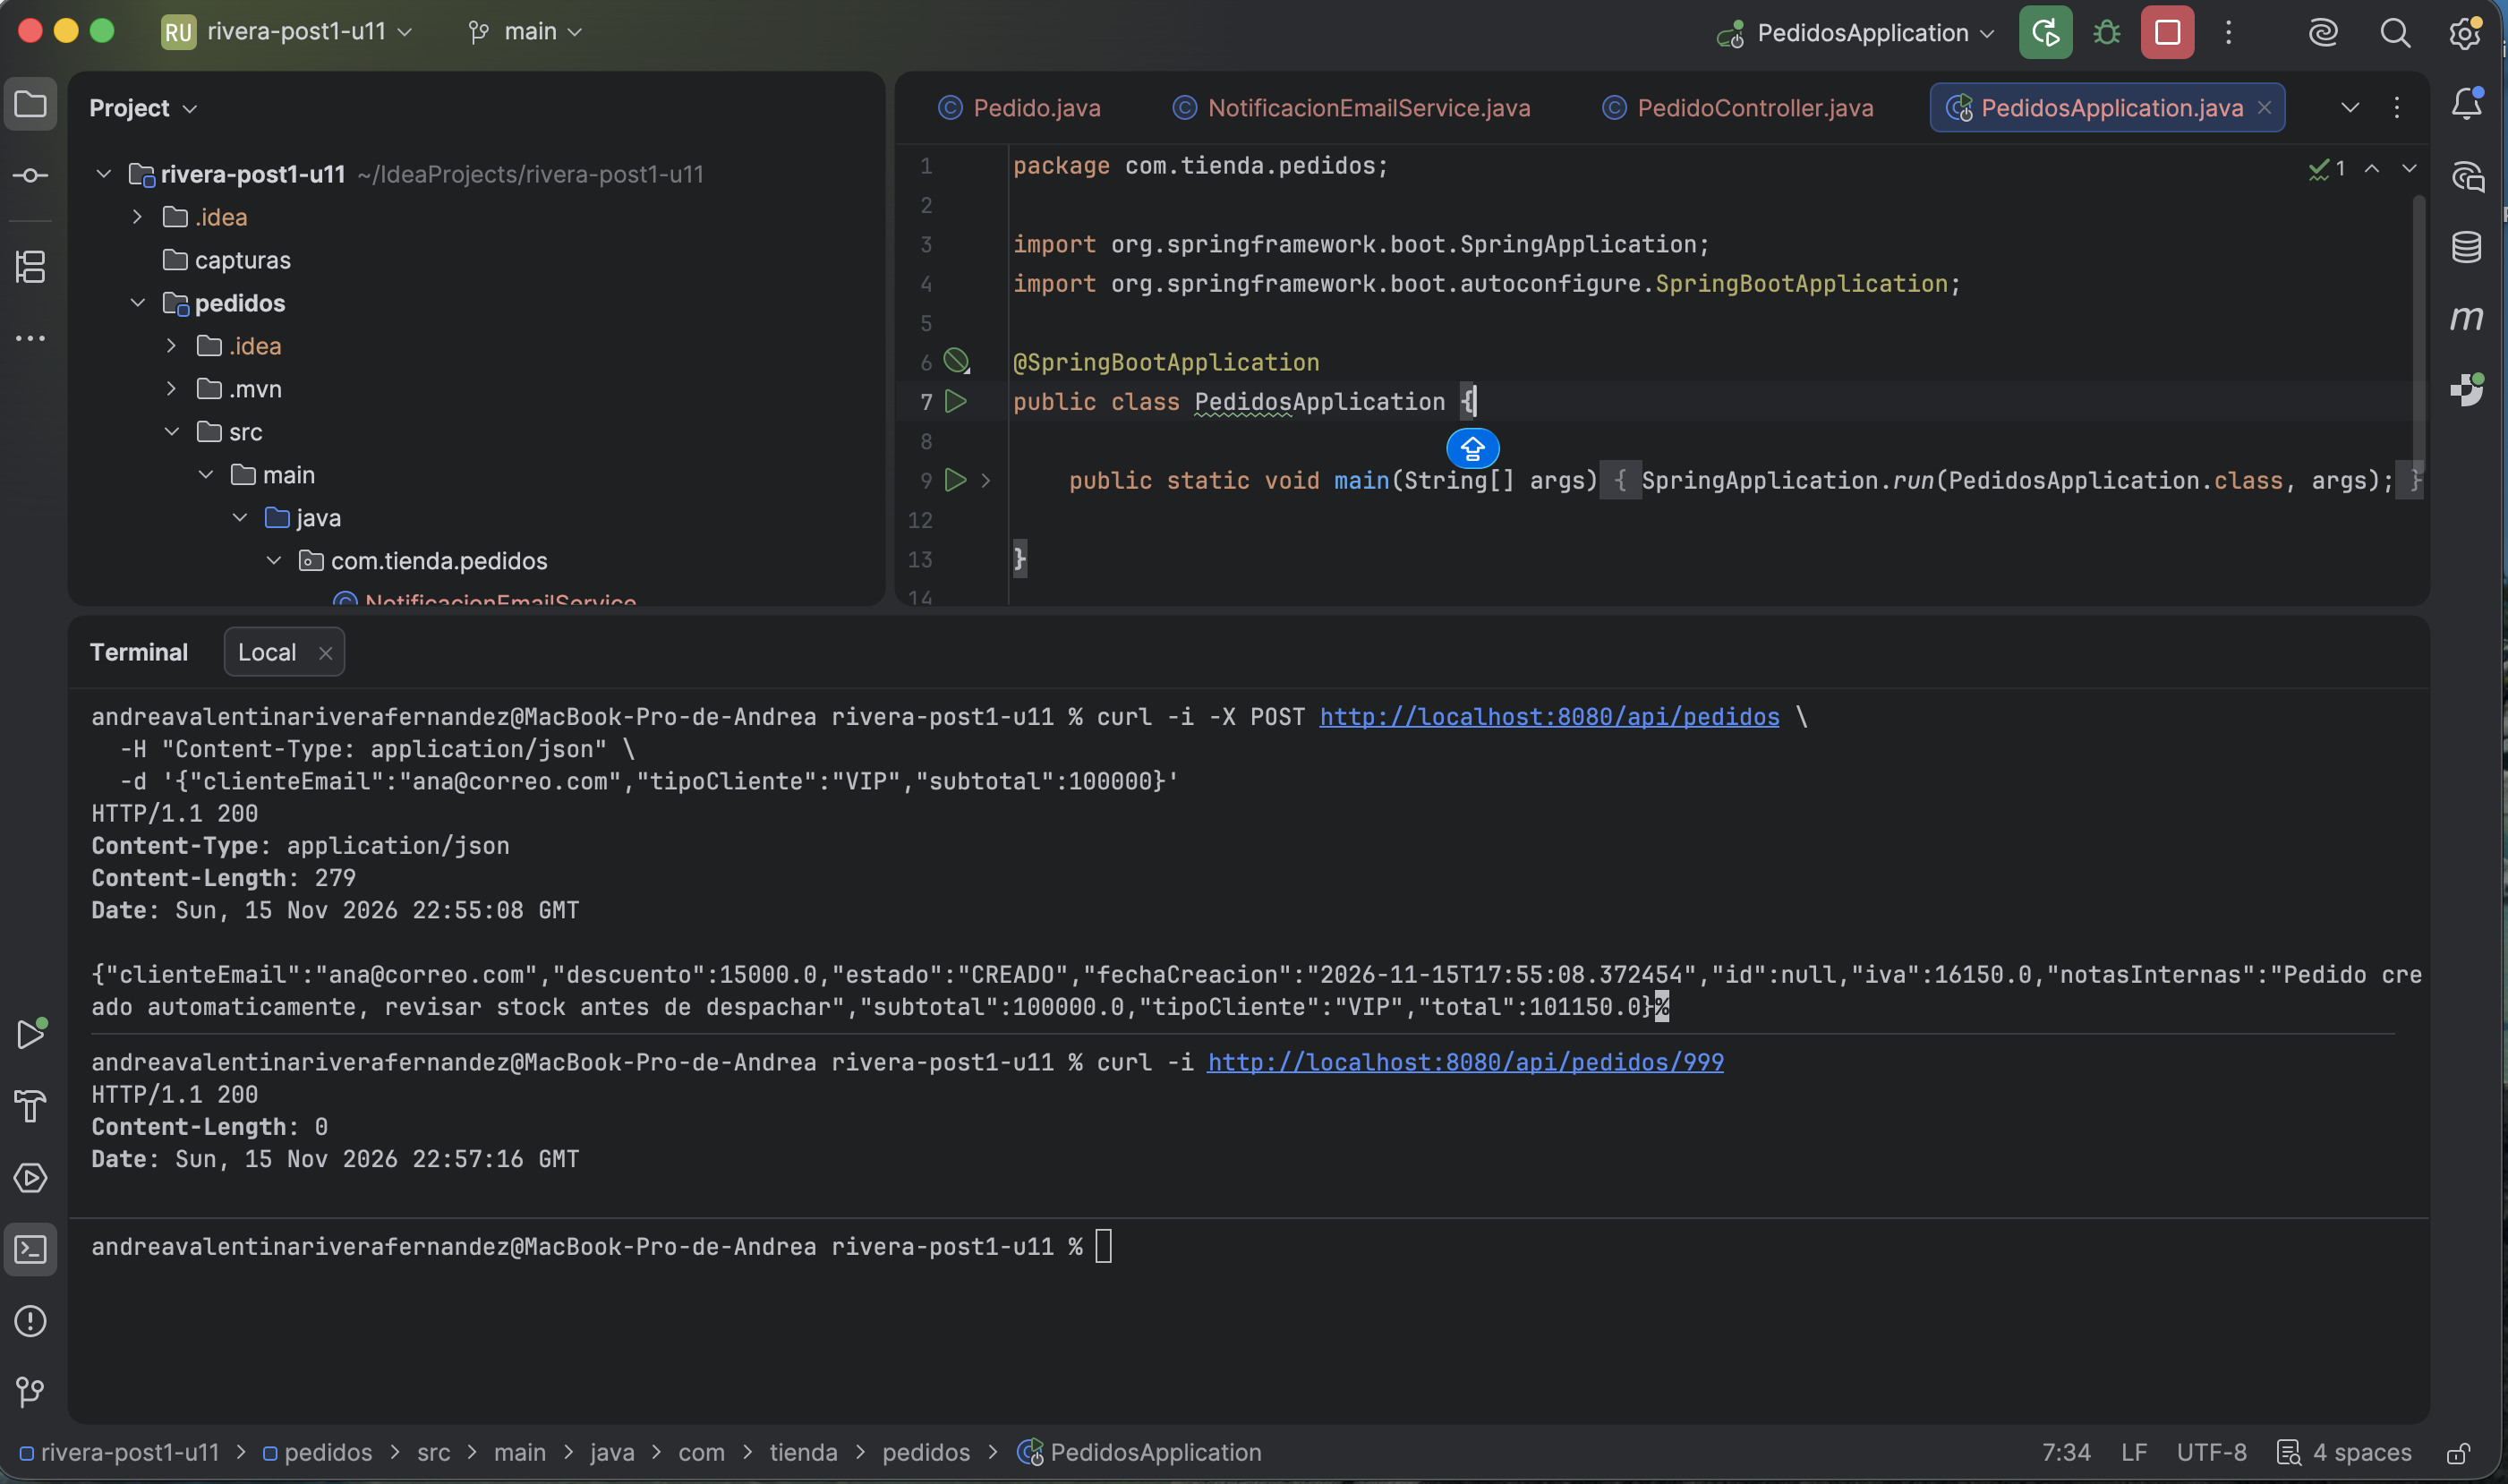 RU rivera-post1-u11 main PedidosApplication
Project
Pedido.java NotificacionEmailService.java PedidoController.java PedidosApplication.java
rivera-post1-u11 ~/IdeaProjects/rivera-post1-u11
.idea
capturas
pedidos
.idea
.mvn
src
main
java
com.tienda.pedidos
NotificacionEmailService
1 package com.tienda.pedidos;
1
2
3 import org.springframework.boot.SpringApplication;
4 import org.springframework.boot.autoconfigure.SpringBootApplication;
5
6 @SpringBootApplication
7 public class PedidosApplication {
8
9 public static void main(String[] args) { SpringApplication.run(PedidosApplication.class, args); }
12
13 }
14
Terminal Local
andreavalentinariverafernandez@MacBook-Pro-de-Andrea rivera-post1-u11 % curl -i -X POST http://localhost:8080/api/pedidos \
-H "Content-Type: application/json" \
-d '{"clienteEmail":"ana@correo.com","tipoCliente":"VIP","subtotal":100000}'
HTTP/1.1 200
Content-Type: application/json
Content-Length: 279
Date: Sun, 15 Nov 2026 22:55:08 GMT
{"clienteEmail":"ana@correo.com","descuento":15000.0,"estado":"CREADO","fechaCreacion":"2026-11-15T17:55:08.372454","id":null,"iva":16150.0,"notasInternas":"Pedido cre
ado automaticamente, revisar stock antes de despachar","subtotal":100000.0,"tipoCliente":"VIP","total":101150.0}%
andreavalentinariverafernandez@MacBook-Pro-de-Andrea rivera-post1-u11 % curl -i http://localhost:8080/api/pedidos/999
HTTP/1.1 200
Content-Length: 0
Date: Sun, 15 Nov 2026 22:57:16 GMT
andreavalentinariverafernandez@MacBook-Pro-de-Andrea rivera-post1-u11 %
rivera-post1-u11 > pedidos > src > main > java > com > tienda > pedidos > PedidosApplication 7:34 LF UTF-8 4 spaces